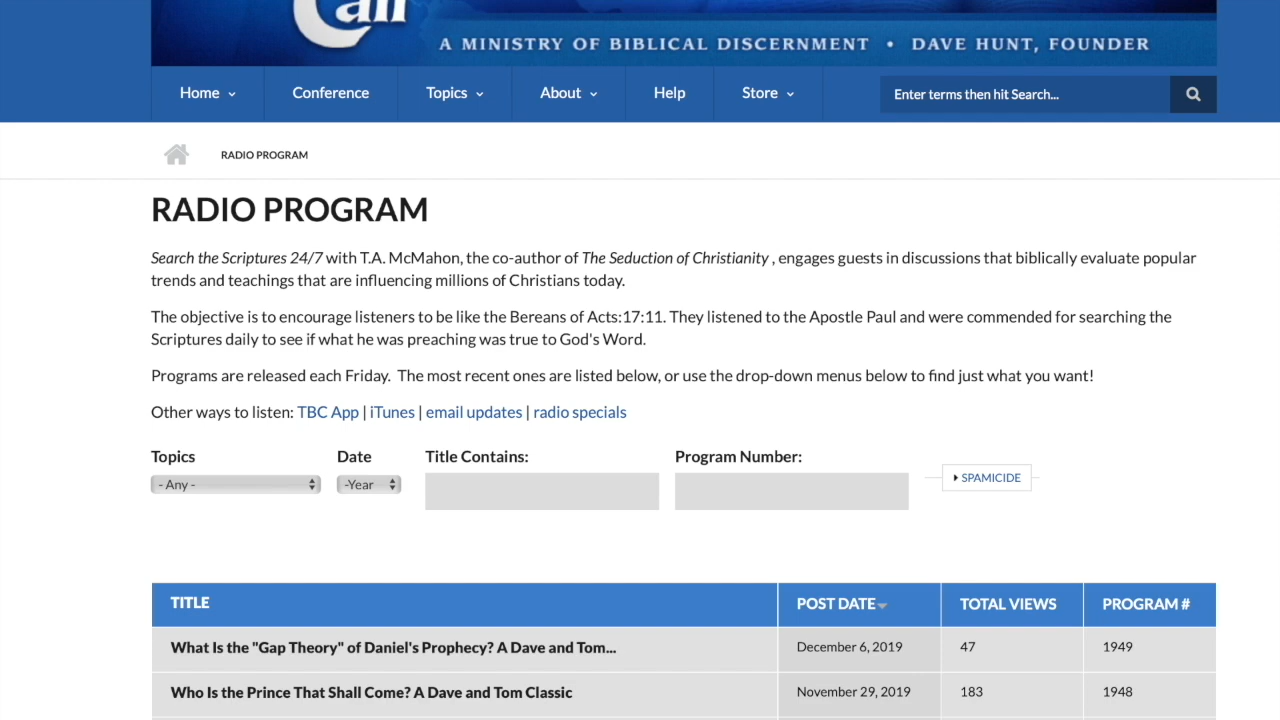 Call
A MINISTRY OF BIBLICAL DISCERNMENT • DAVE HUNT, FOUNDER
Home Conference Topics About Help Store Enter terms then hit Search...
RADIO PROGRAM
RADIO PROGRAM
Search the Scriptures 24/7 with T.A. McMahon, the co-author of The Seduction of Christianity , engages guests in discussions that biblically evaluate popular
trends and teachings that are influencing millions of Christians today.
The objective is to encourage listeners to be like the Bereans of Acts:17:11. They listened to the Apostle Paul and were commended for searching the
Scriptures daily to see if what he was preaching was true to God's Word.
Programs are released each Friday.  The most recent ones are listed below, or use the drop-down menus below to find just what you want!
Other ways to listen: TBC App | iTunes | email updates | radio specials
Topics Date Title Contains: Program Number:
- Any - -Year SPAMICIDE
TITLE POST DATE TOTAL VIEWS PROGRAM #
What Is the "Gap Theory" of Daniel's Prophecy? A Dave and Tom... December 6, 2019 47 1949
Who Is the Prince That Shall Come? A Dave and Tom Classic November 29, 2019 183 1948